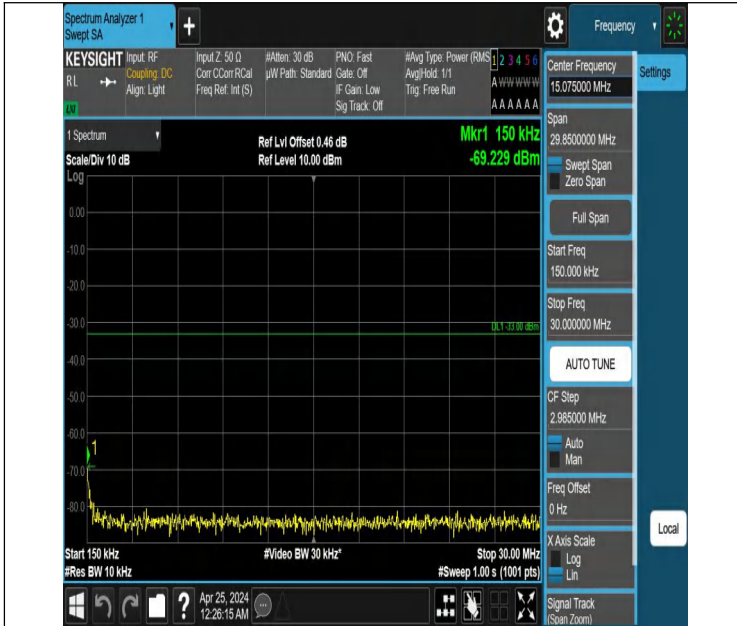 Spectrum Analyzer 1
Swept SA
+
Frequency
KEYSIGHT
RL
Input: RF
Coupling: DC
Align: Light
Input Z: 50 Ω
Corr CCorr RCal
Freq Ref: Int (S)
#Atten: 30 dB
µW Path: Standard
PNO: Fast
Gate: Off
IF Gain: Low
Sig Track: Off
#Avg Type: Power (RMS
Avg|Hold: 1/1
Trig: Free Run
1 2 3 4 5 6
A W W W W W
A A A A A A
1 Spectrum
Scale/Div 10 dB
Log
Ref Lvl Offset 0.46 dB
Ref Level 10.00 dBm
Mkr1 150 kHz
-69.229 dBm
0.00
-10.0
-20.0
-30.0
DL1 -33.00 dBm
-40.0
-50.0
-60.0
1
-70.0
-80.0
Start 150 kHz
#Res BW 10 kHz
#Video BW 30 kHz*
Stop 30.00 MHz
#Sweep 1.00 s (1001 pts)
Center Frequency
15.075000 MHz
Settings
Span
29.8500000 MHz
Swept Span
Zero Span
Full Span
Start Freq
150.000 kHz
Stop Freq
30.000000 MHz
AUTO TUNE
CF Step
2.985000 MHz
Auto
Man
Freq Offset
0 Hz
X Axis Scale
Log
Lin
Local
Signal Track
(Span Zoom)
?
Apr 25, 2024
12:26:15 AM